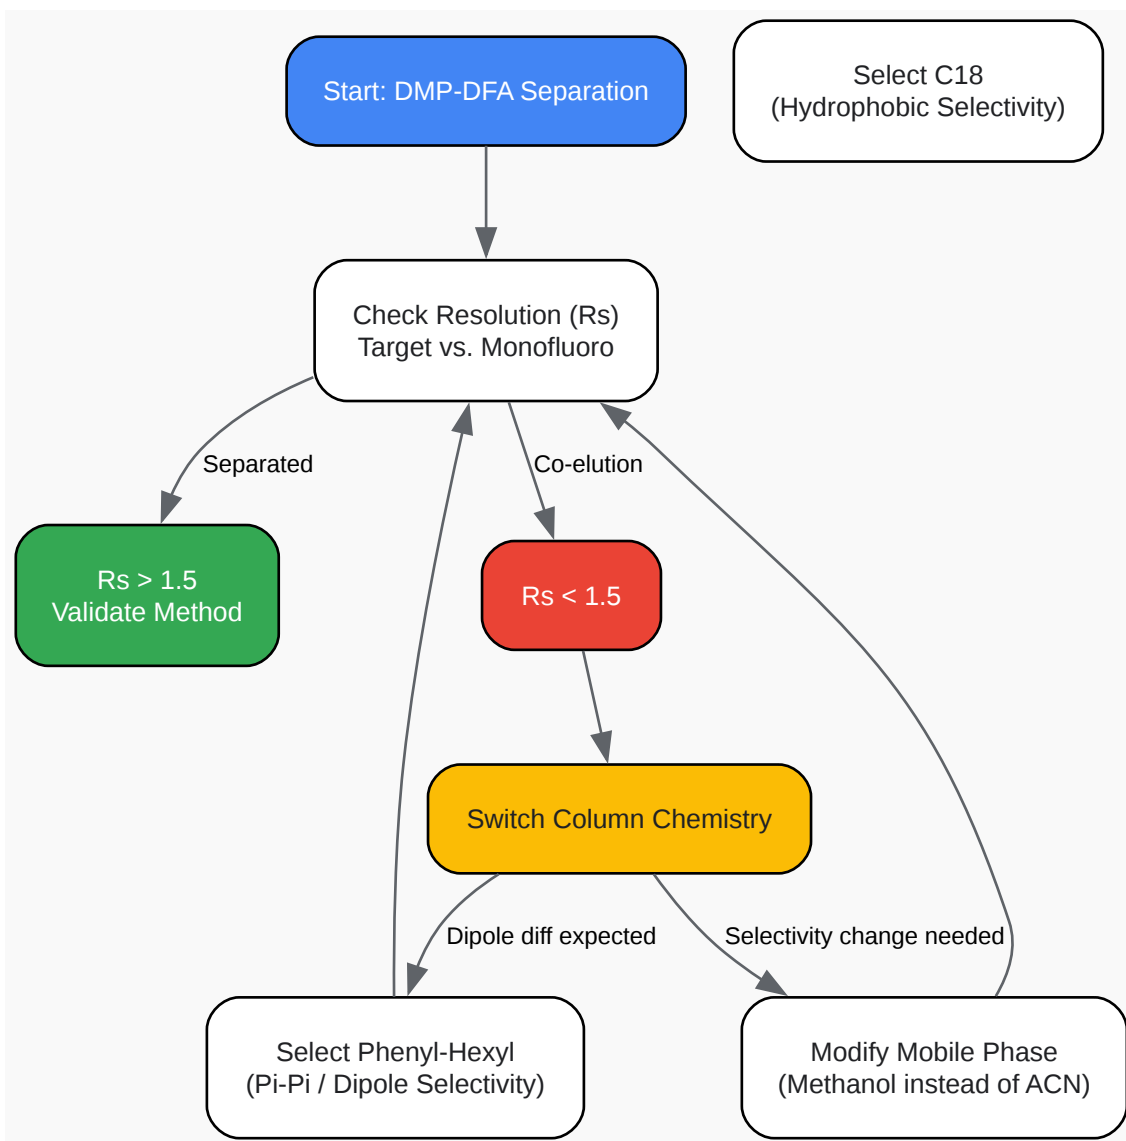 Start: DMP-DFA Separation
Select C18
(Hydrophobic Selectivity)
Check Resolution (Rs)
Target vs. Monofluoro
Separated
Co-elution
Rs > 1.5
Validate Method
Rs < 1.5
Switch Column Chemistry
Dipole diff expected
Selectivity change needed
Select Phenyl-Hexyl
(Pi-Pi / Dipole Selectivity)
Modify Mobile Phase
(Methanol instead of ACN)